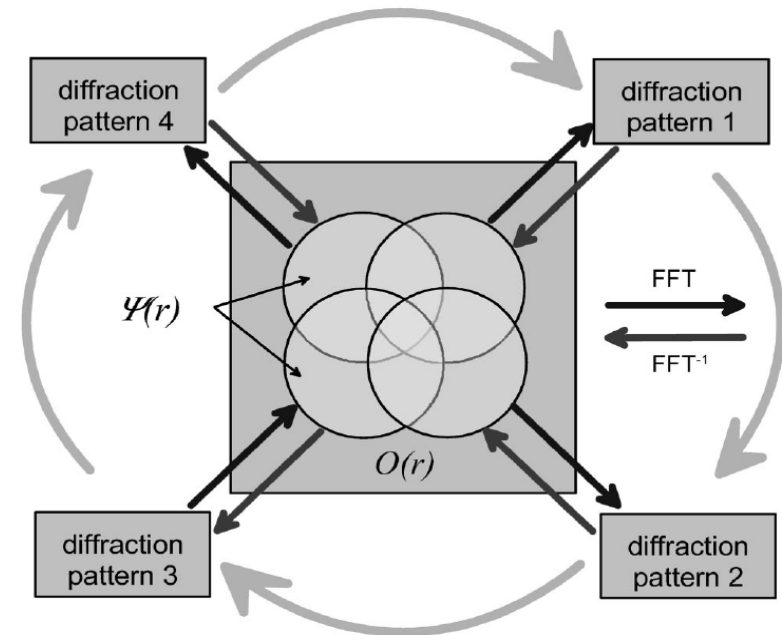 diffraction
pattern 4
diffraction
pattern 1
Ψ(r)
FFT
FFT⁻¹
O(r)
diffraction
pattern 3
diffraction
pattern 2